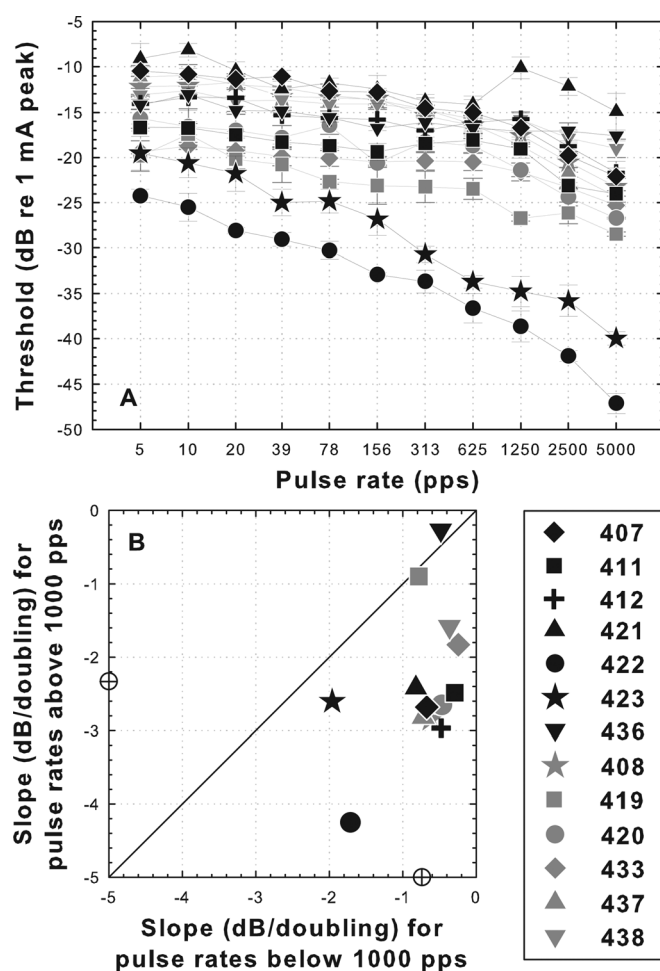 -5
-10
-15
-20
-25
-30
-35
-40
-45
-50
Threshold (dB re 1 mA peak)
A
5 10 20 39 78 156 313 625 1250 2500 5000
Pulse rate (pps)
0
-1
-2
-3
-4
-5
Slope (dB/doubling) for
pulse rates above 1000 pps
B
-5 -4 -3 -2 -1 0
Slope (dB/doubling) for
pulse rates below 1000 pps
407
411
412
421
422
423
436
408
419
420
433
437
438